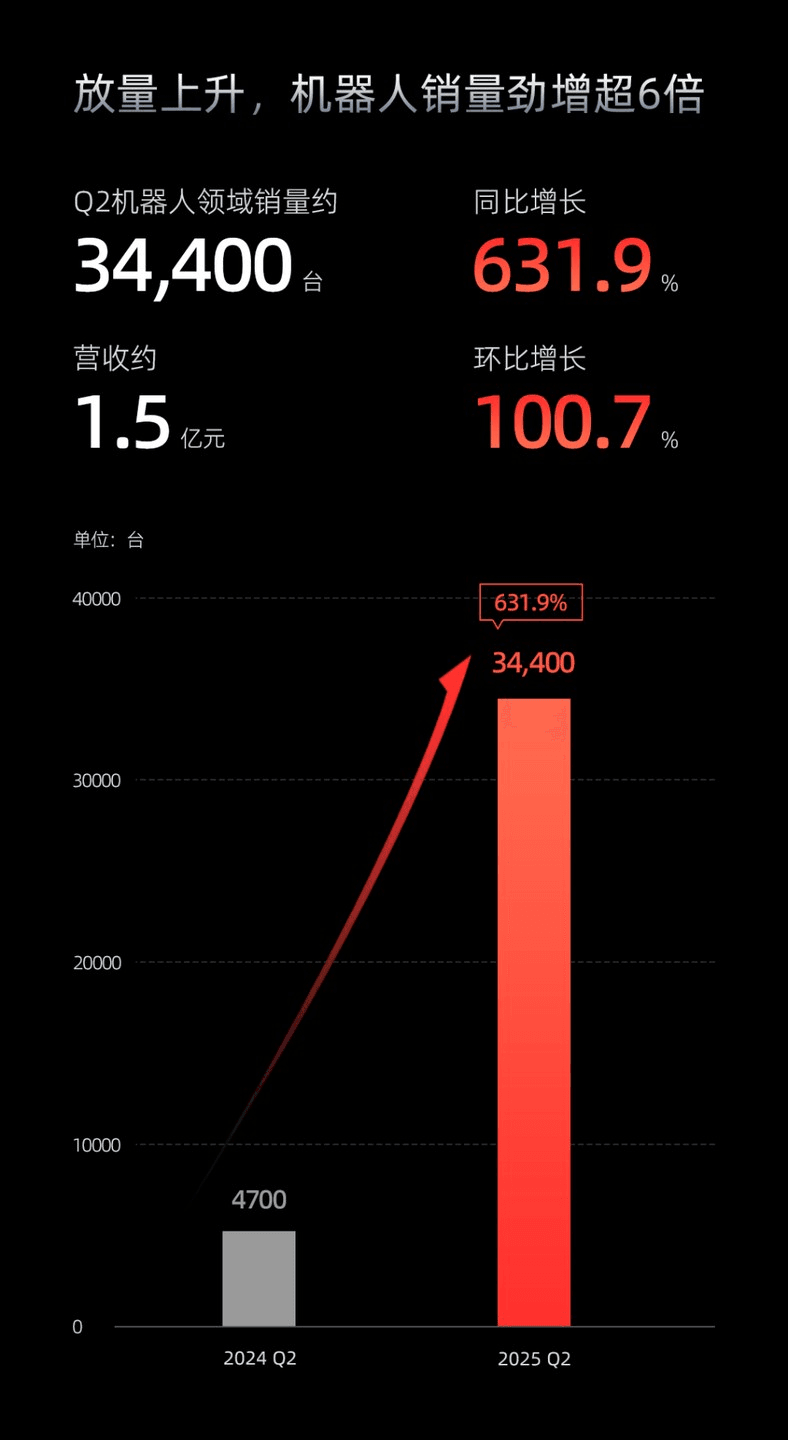 放量上升，机器人销量劲增超6倍
Q2机器人领域销量约
34,400 台
同比增长
631.9 %
营收约
1.5 亿元
环比增长
100.7 %
单位：台
40000
631.9%
34,400
30000
20000
10000
4700
0
2024 Q2
2025 Q2